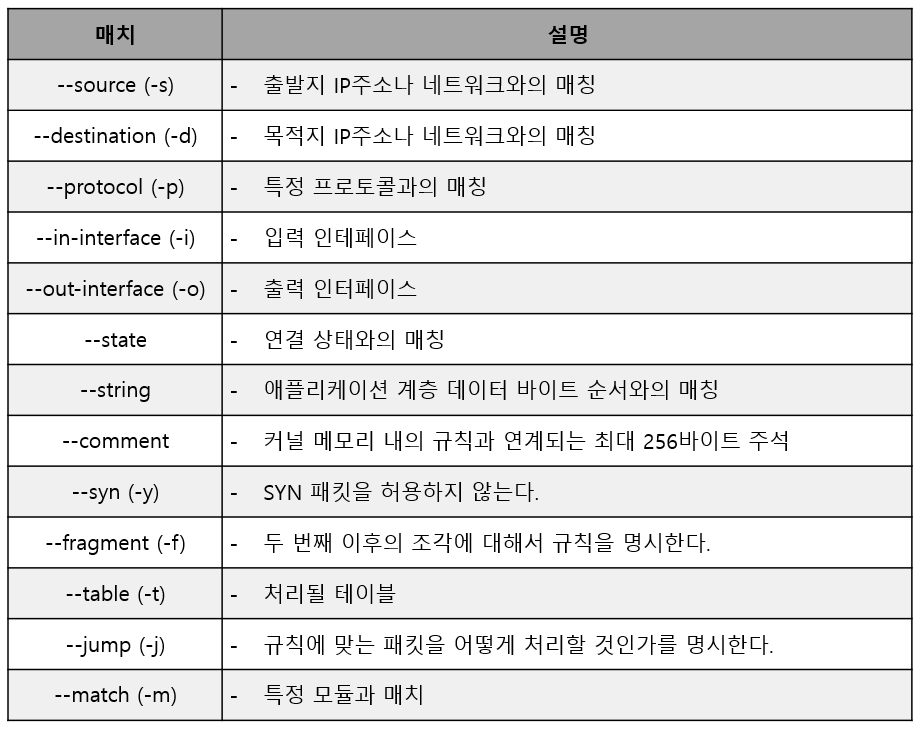 매치 설명
--source (-s) - 출발지 IP주소나 네트워크와의 매칭
--destination (-d) - 목적지 IP주소나 네트워크와의 매칭
--protocol (-p) - 특정 프로토콜과의 매칭
--in-interface (-i) - 입력 인테페이스
--out-interface (-o) - 출력 인터페이스
--state - 연결 상태와의 매칭
--string - 애플리케이션 계층 데이터 바이트 순서와의 매칭
--comment - 커널 메모리 내의 규칙과 연계되는 최대 256바이트 주석
--syn (-y) - SYN 패킷을 허용하지 않는다.
--fragment (-f) - 두 번째 이후의 조각에 대해서 규칙을 명시한다.
--table (-t) - 처리될 테이블
--jump (-j) - 규칙에 맞는 패킷을 어떻게 처리할 것인가를 명시한다.
--match (-m) - 특정 모듈과 매치